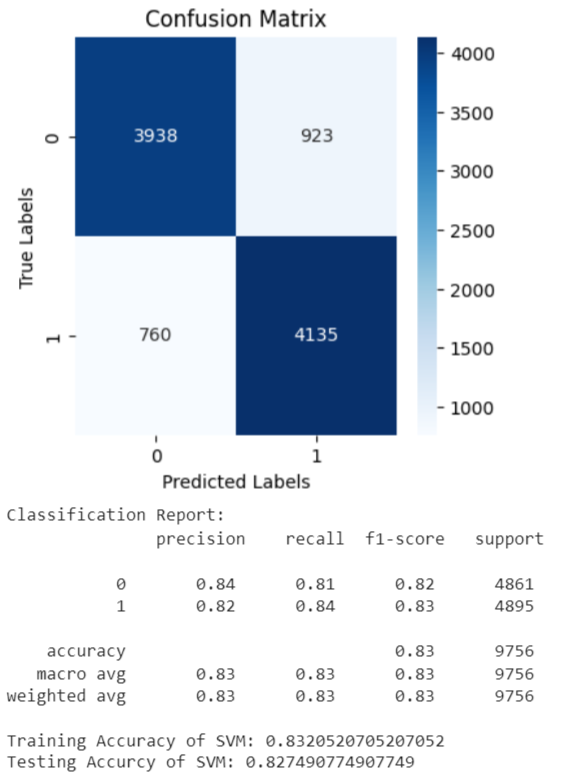 Confusion Matrix
4000
3500
3000
2500
2000
1500
1000
True Labels
0
3938
923
1
760
4135
0
1
Predicted Labels
Classification Report:
precision recall f1-score support
0 0.84 0.81 0.82 4861
1 0.82 0.84 0.83 4895
accuracy 0.83 9756
macro avg 0.83 0.83 0.83 9756
weighted avg 0.83 0.83 0.83 9756
Training Accuracy of SVM: 0.8320520705207052
Testing Accurcy of SVM: 0.827490774907749